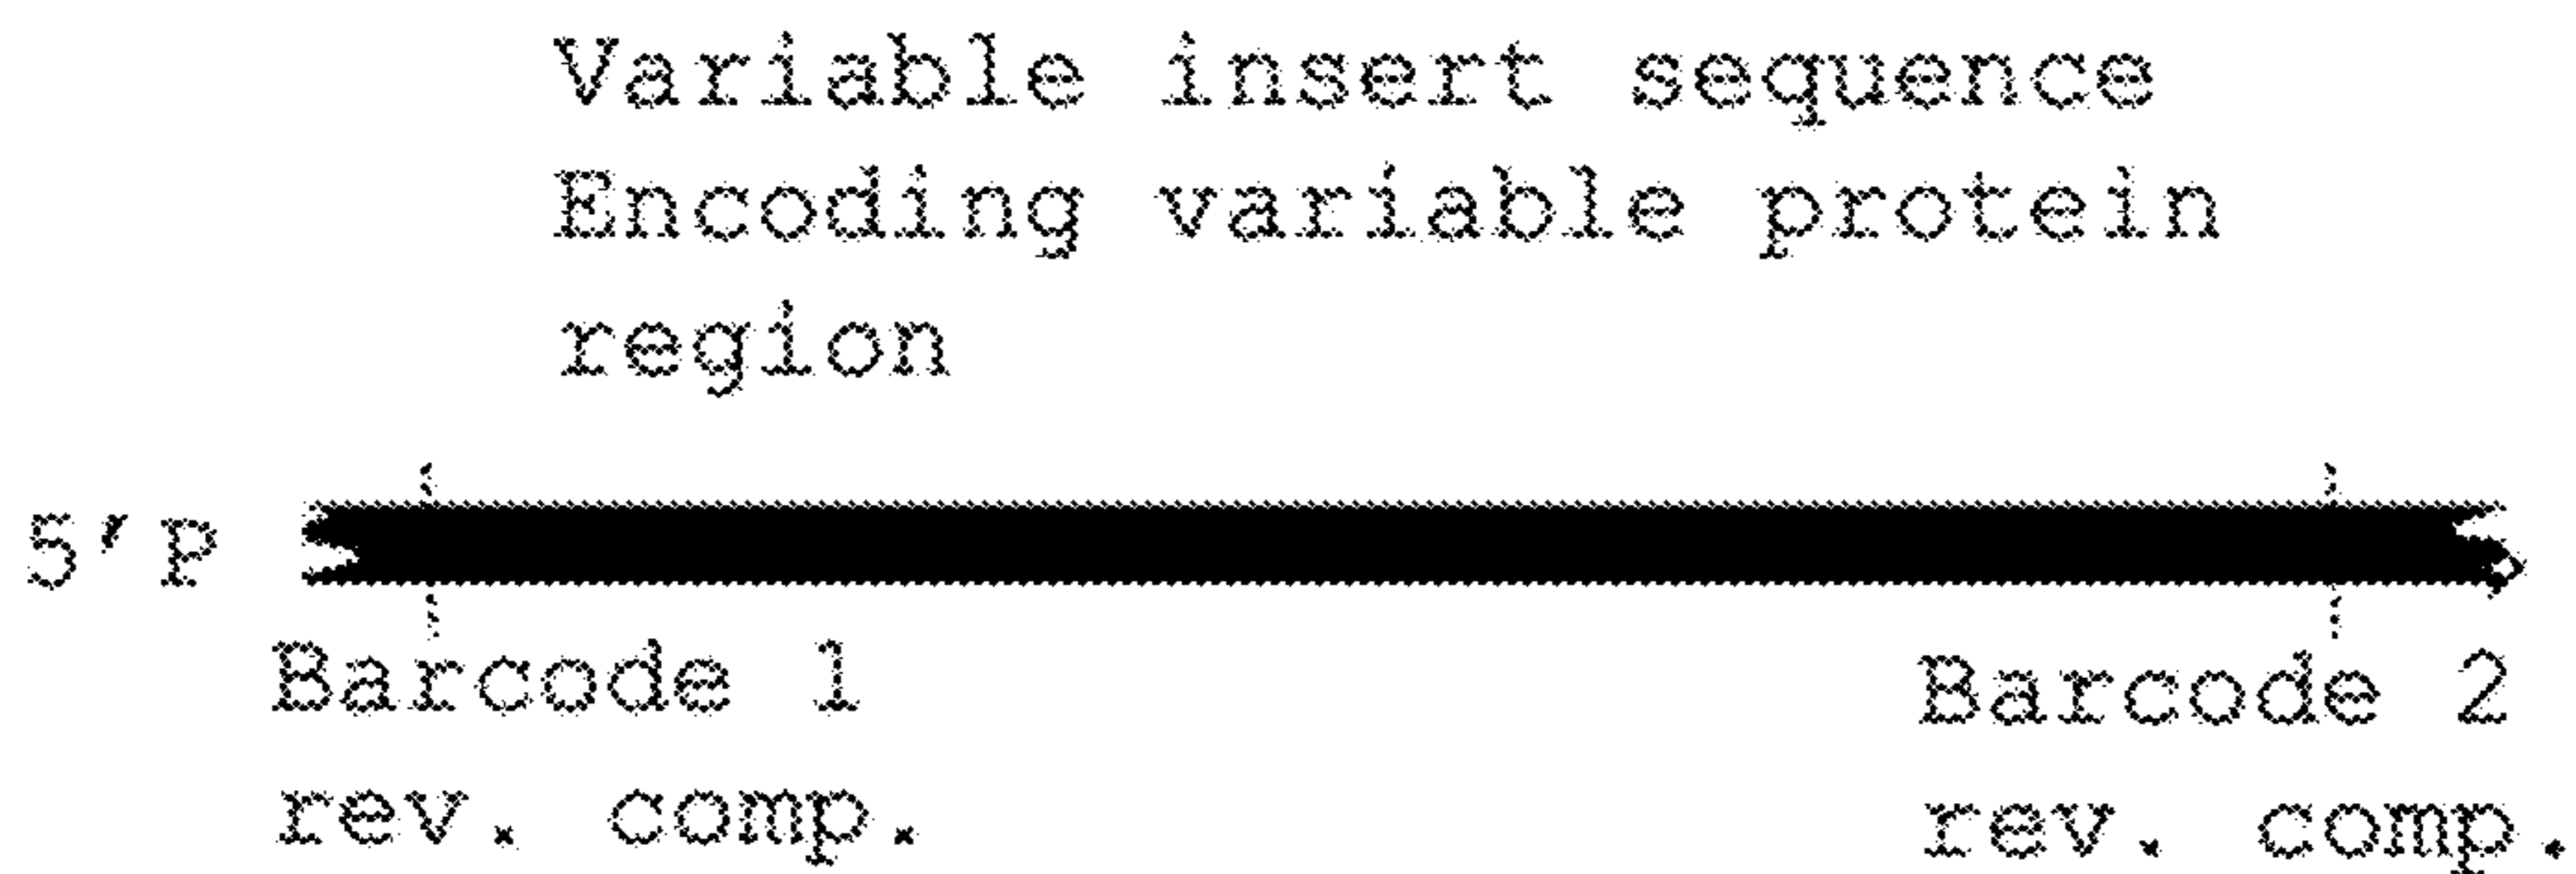 Variable insert sequence
Encoding variable protein
region
5'P
Barcode 1
rev. comp.
Barcode 2
rev. comp.